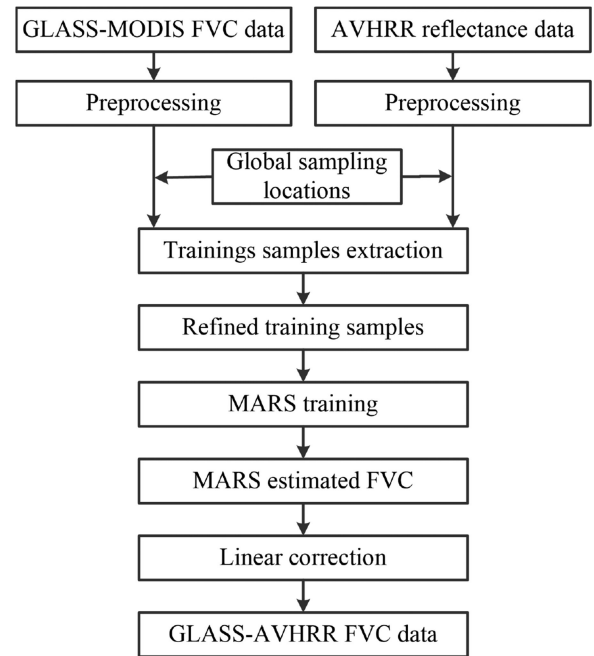 GLASS-MODIS FVC data
AVHRR reflectance data
Preprocessing
Preprocessing
Global sampling
locations
Trainings samples extraction
Refined training samples
MARS training
MARS estimated FVC
Linear correction
GLASS-AVHRR FVC data